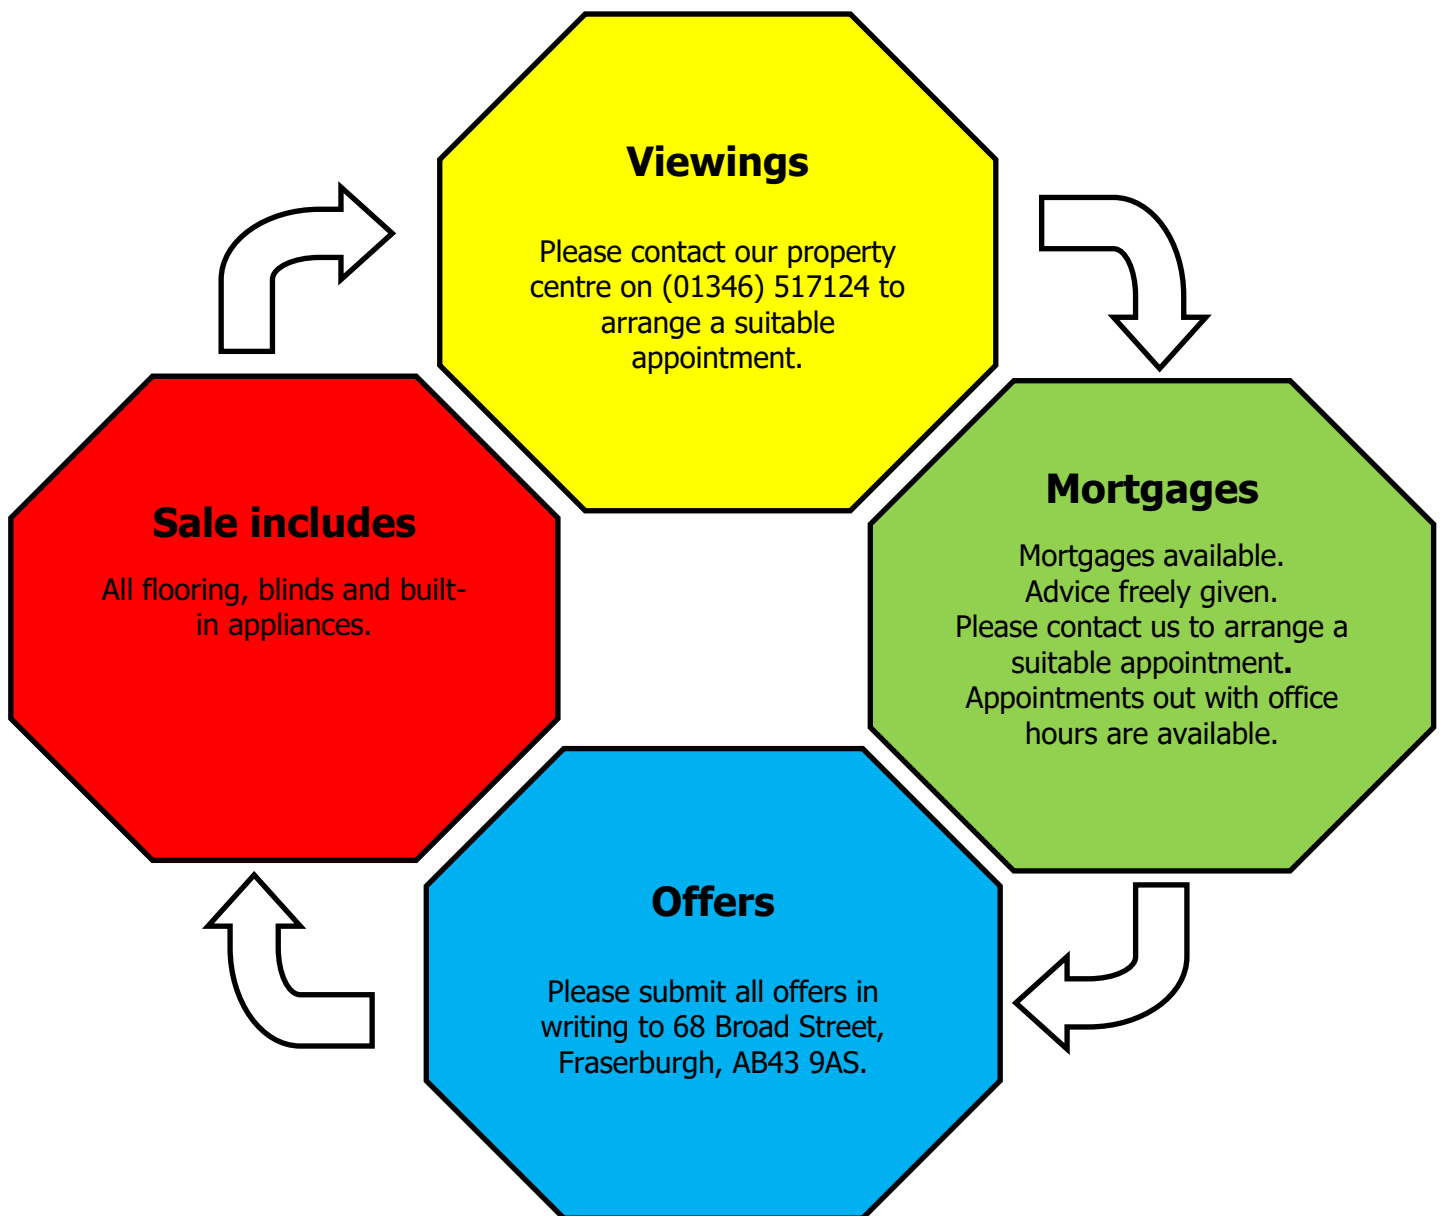 Viewings
Please contact our property
centre on (01346) 517124 to
arrange a suitable
appointment.
Sale includes
All flooring, blinds and built-
in appliances.
Mortgages
Mortgages available.
Advice freely given.
Please contact us to arrange a
suitable appointment.
Appointments out with office
hours are available.
Offers
Please submit all offers in
writing to 68 Broad Street,
Fraserburgh, AB43 9AS.